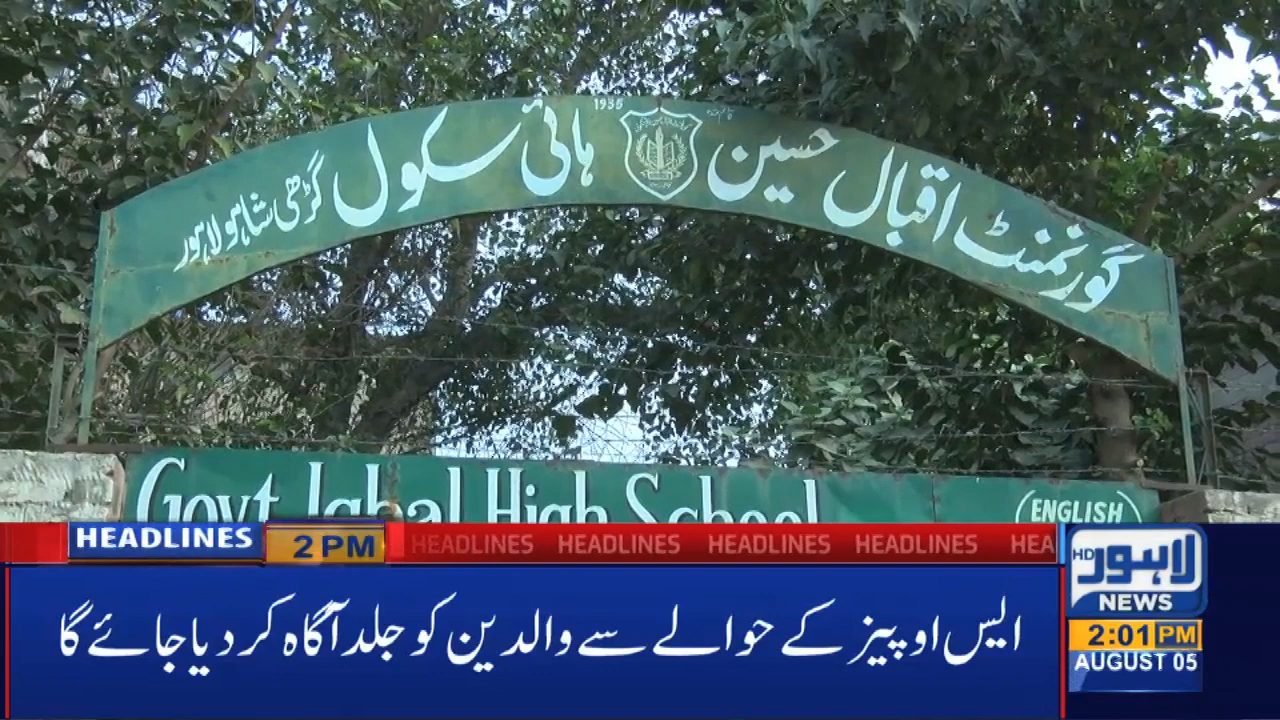 1935
گورنمنٹ اقبال حسین ہائی سکول گڑھی شاہو لاہور
Govt Iqbal High School
(ENGLISH)
HEADLINES 2 PM HEADLINES HEADLINES HEADLINES HEADLINES HEA
ایس او پیز کے حوالے سے والدین کو جلد آگاہ کر دیا جائے گا
HD لاہور
NEWS
2:01 PM
AUGUST 05